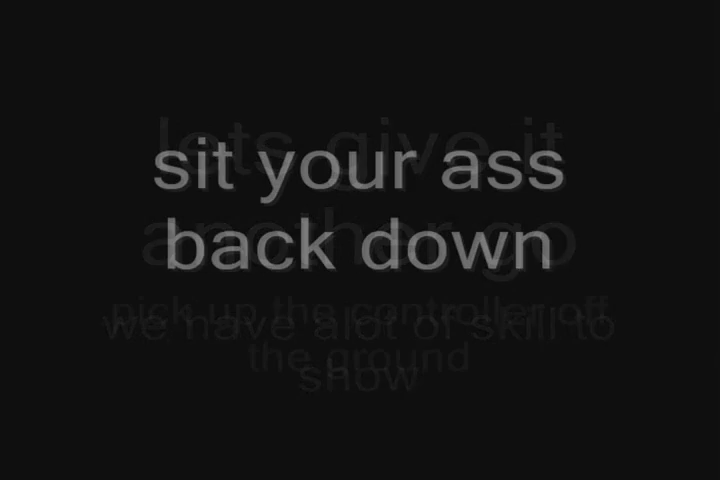 lets give it
sit your ass
another go
back down
pick up the controller off
we have alot of skill to
the ground
show